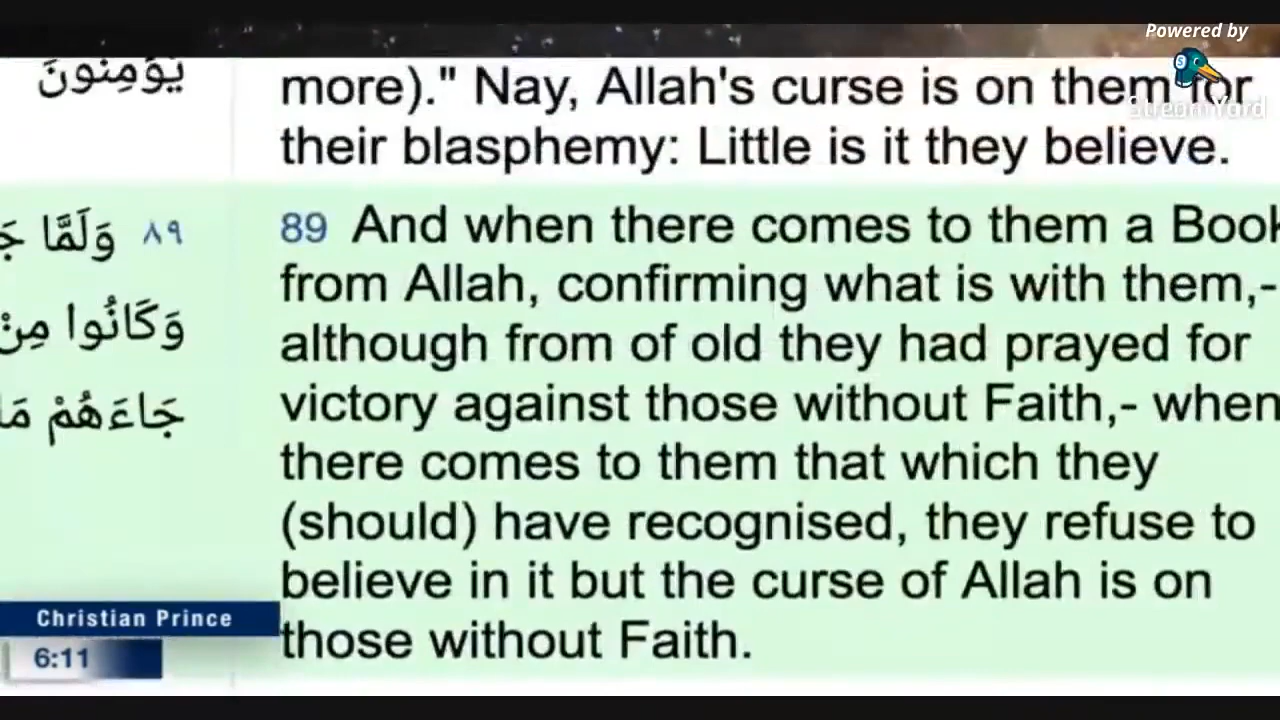 Powered by
StreamYard
يُؤْمِنُونَ
more)." Nay, Allah's curse is on them for
their blasphemy: Little is it they believe.
٨٩ وَلَمَّا
وَكَانُوا مِنْ
جَاءَهُمْ
89 And when there comes to them a Book
from Allah, confirming what is with them,-
although from of old they had prayed for
victory against those without Faith,- when
there comes to them that which they
(should) have recognised, they refuse to
believe in it but the curse of Allah is on
those without Faith.
Christian Prince
6:11